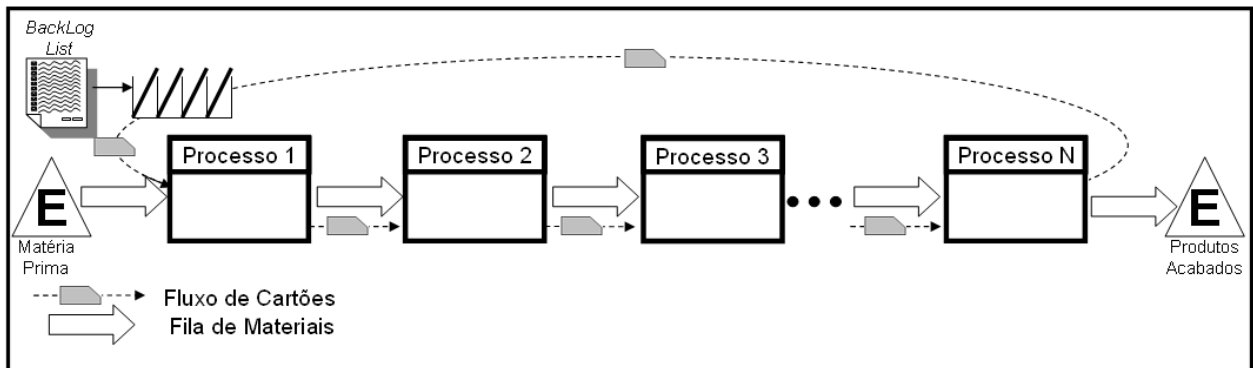 BackLog
List
Processo 1
Processo 2
Processo 3
Processo N
E
Matéria
Prima
E
Produtos
Acabados
Fluxo de Cartões
Fila de Materiais